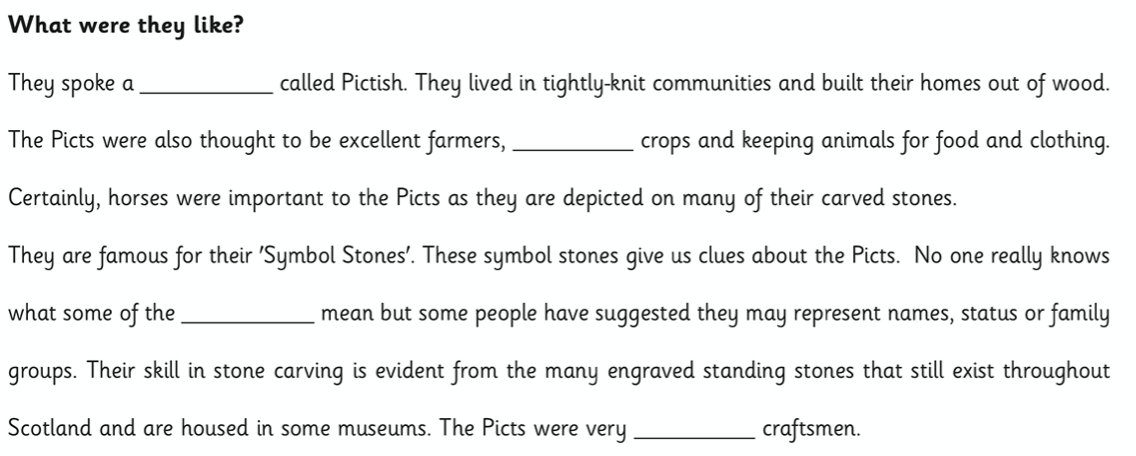 What were they like?
They spoke a ____________ called Pictish. They lived in tightly-knit communities and built their homes out of wood.
The Picts were also thought to be excellent farmers, ___________ crops and keeping animals for food and clothing.
Certainly, horses were important to the Picts as they are depicted on many of their carved stones.
They are famous for their 'Symbol Stones'. These symbol stones give us clues about the Picts.  No one really knows
what some of the ____________ mean but some people have suggested they may represent names, status or family
groups. Their skill in stone carving is evident from the many engraved standing stones that still exist throughout
Scotland and are housed in some museums. The Picts were very ___________ craftsmen.